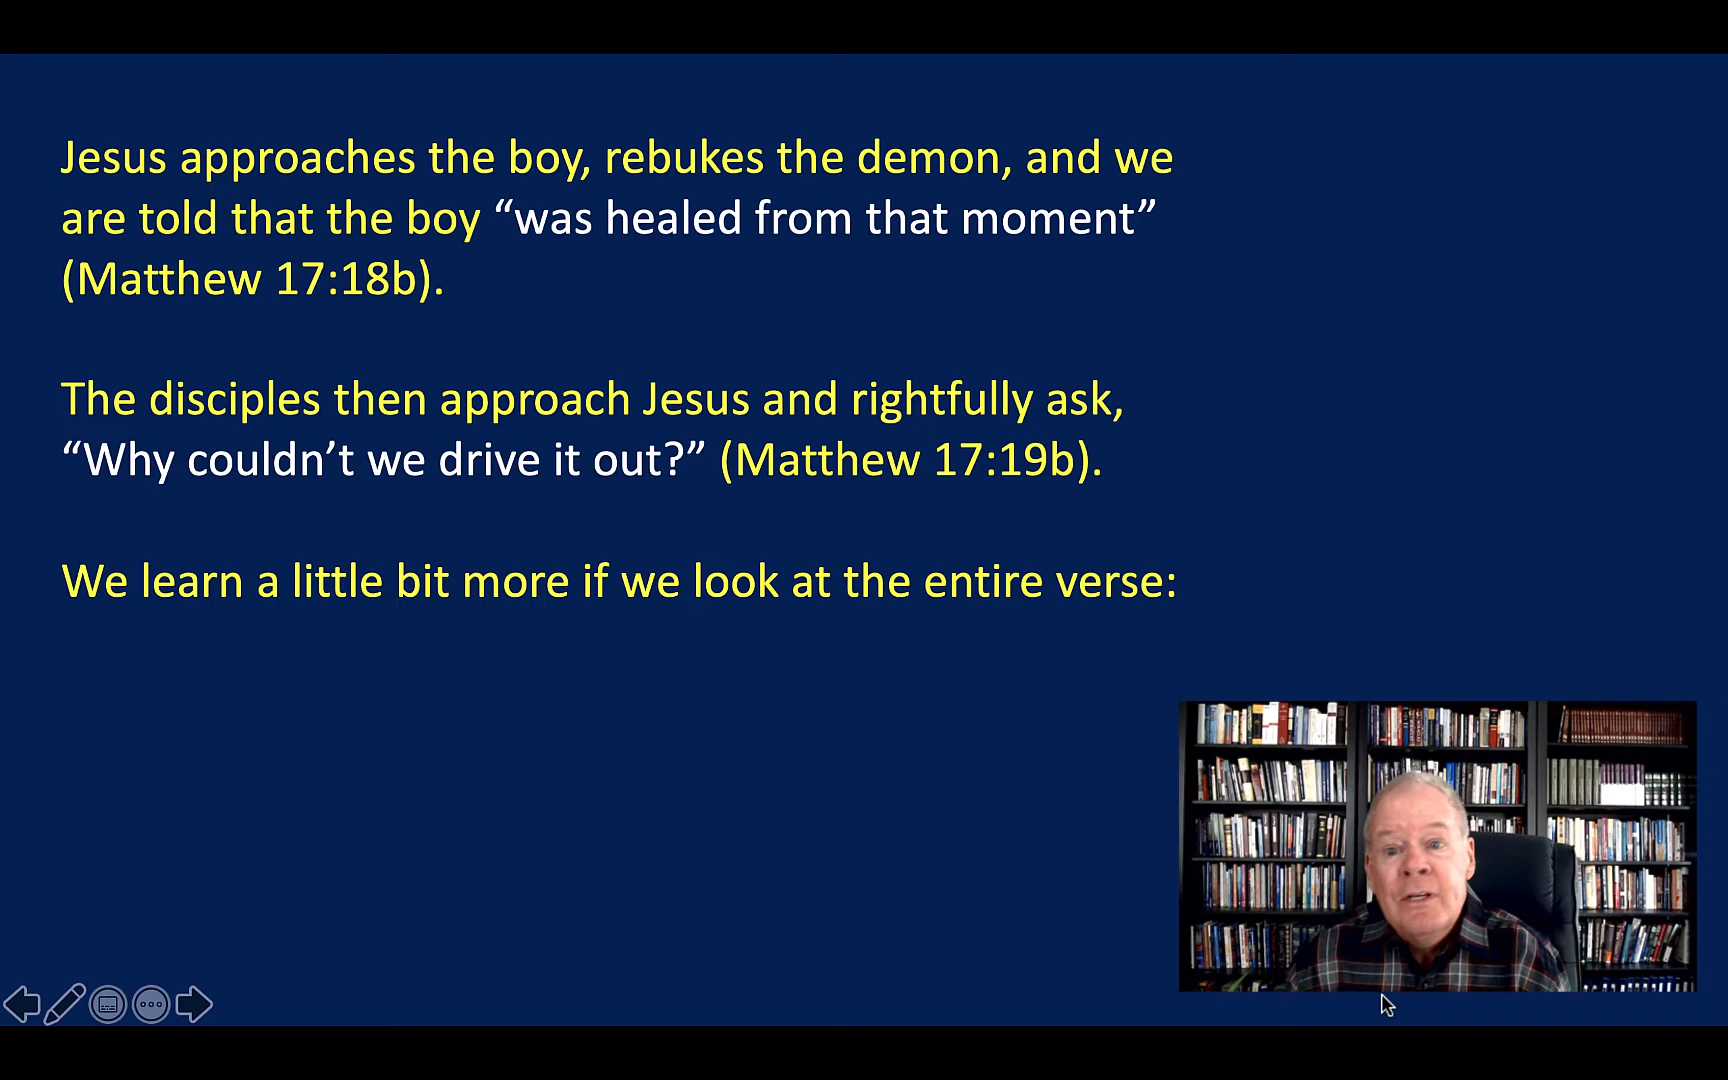 Jesus approaches the boy, rebukes the demon, and we
are told that the boy “was healed from that moment”
(Matthew 17:18b).
The disciples then approach Jesus and rightfully ask,
“Why couldn’t we drive it out?” (Matthew 17:19b).
We learn a little bit more if we look at the entire verse: